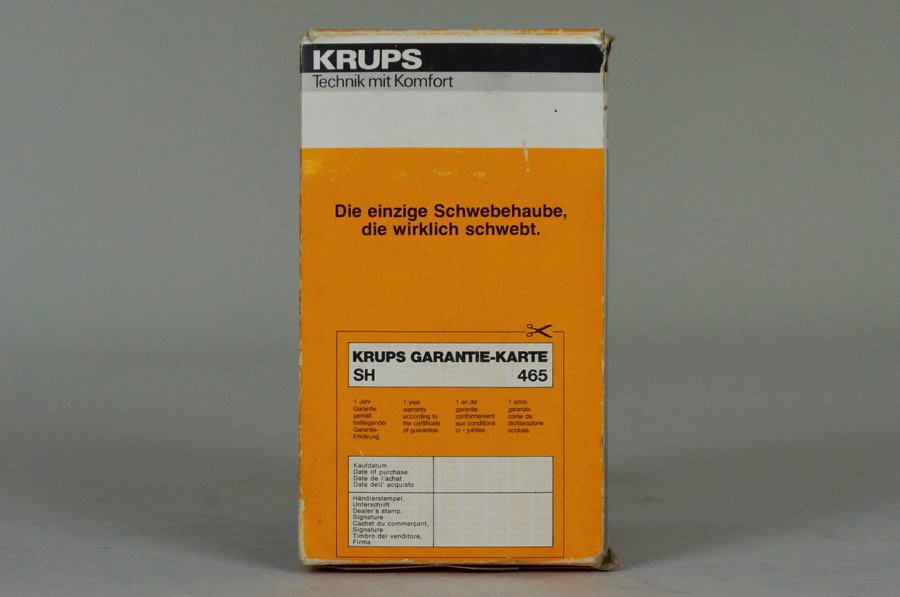 KRUPS
Technik mit Komfort
Die einzige Schwebehaube,
die wirklich schwebt.
KRUPS GARANTIE-KARTE
SH 465
1 Jahr
Garantie
gemäß
beiliegender
Garantie-
Erklärung
1 year
warranty
according to
the certificate
of guarantee.
1 an de
garantie
conformement
aux conditions
ci – jointes.
1 anno
garanzia
come da
dichiarazione
acclusa.
Kaufdatum
Date of purchase
Date de l'achat
Data dell' acquisto
Händlerstempel,
Unterschrift
Dealer's stamp.
Signature
Cachet du commerçant,
Signature
Timbro del venditore,
Firma